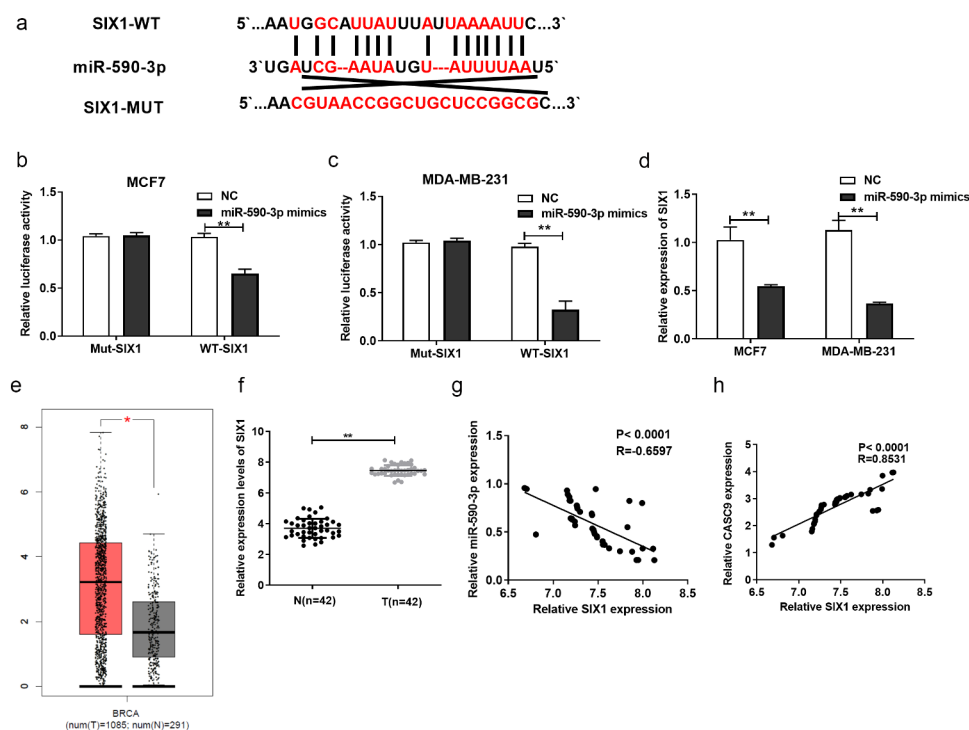 a
SIX1-WT
5`...AAUGGCAUUAUUUAUUAAAAUUC...3`
miR-590-3p
3`UGAUCG--AAUAUGU---AUUUUAAU5`
SIX1-MUT
5`...AACGUAACCGGCUGCUCCGGCGC...3`
b
MCF7
NC
miR-590-3p mimics
**
Relative luciferase activity
1.5
1.0
0.5
0.0
Mut-SIX1
WT-SIX1
c
MDA-MB-231
NC
miR-590-3p mimics
**
Relative luciferase activity
1.5
1.0
0.5
0.0
Mut-SIX1
WT-SIX1
d
NC
miR-590-3p mimics
**
**
Relative expression of SIX1
1.5
1.0
0.5
0.0
MCF7
MDA-MB-231
e
*
8
6
4
2
0
BRCA
(num(T)=1085; num(N)=291)
f
**
Relative expression levels of SIX1
10
8
6
4
2
0
N(n=42)
T(n=42)
g
P< 0.0001
R=-0.6597
Relative miR-590-3p expression
1.5
1.0
0.5
0.0
6.5
7.0
7.5
8.0
8.5
Relative SIX1 expression
h
P< 0.0001
R=0.8531
Relative CASC9 expression
5
4
3
2
1
0
6.5
7.0
7.5
8.0
8.5
Relative SIX1 expression